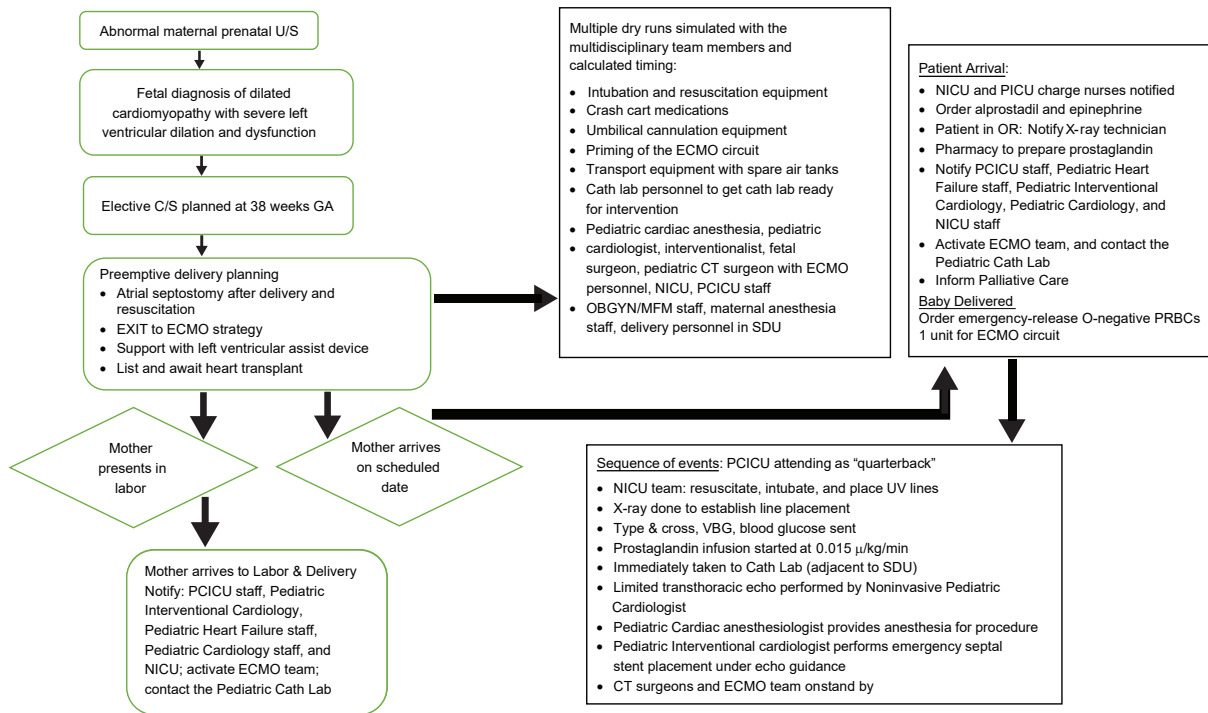 Abnormal maternal prenatal U/S
Fetal diagnosis of dilated
cardiomyopathy with severe left
ventricular dilation and dysfunction
Elective C/S planned at 38 weeks GA
Preemptive delivery planning
• Atrial septostomy after delivery and
resuscitation
• EXIT to ECMO strategy
• Support with left ventricular assist device
• List and await heart transplant
Mother
presents in
labor
Mother arrives
on scheduled
date
Mother arrives to Labor & Delivery
Notify: PCICU staff, Pediatric
Interventional Cardiology,
Pediatric Heart Failure staff,
Pediatric Cardiology staff, and
NICU; activate ECMO team;
contact the Pediatric Cath Lab
Multiple dry runs simulated with the
multidisciplinary team members and
calculated timing:
• Intubation and resuscitation equipment
• Crash cart medications
• Umbilical cannulation equipment
• Priming of the ECMO circuit
• Transport equipment with spare air tanks
• Cath lab personnel to get cath lab ready
for intervention
• Pediatric cardiac anesthesia, pediatric
• cardiologist, interventionalist, fetal
surgeon, pediatric CT surgeon with ECMO
personnel, NICU, PCICU staff
• OBGYN/MFM staff, maternal anesthesia
staff, delivery personnel in SDU
Patient Arrival:
• NICU and PICU charge nurses notified
• Order alprostadil and epinephrine
• Patient in OR: Notify X-ray technician
• Pharmacy to prepare prostaglandin
• Notify PCICU staff, Pediatric Heart
Failure staff, Pediatric Interventional
Cardiology, Pediatric Cardiology, and
NICU staff
• Activate ECMO team, and contact the
Pediatric Cath Lab
• Inform Palliative Care
Baby Delivered
Order emergency-release O-negative PRBCs
1 unit for ECMO circuit
Sequence of events: PCICU attending as “quarterback”
• NICU team: resuscitate, intubate, and place UV lines
• X-ray done to establish line placement
• Type & cross, VBG, blood glucose sent
• Prostaglandin infusion started at 0.015 μ/kg/min
• Immediately taken to Cath Lab (adjacent to SDU)
• Limited transthoracic echo performed by Noninvasive Pediatric
Cardiologist
• Pediatric Cardiac anesthesiologist provides anesthesia for procedure
• Pediatric Interventional cardiologist performs emergency septal
stent placement under echo guidance
• CT surgeons and ECMO team onstand by